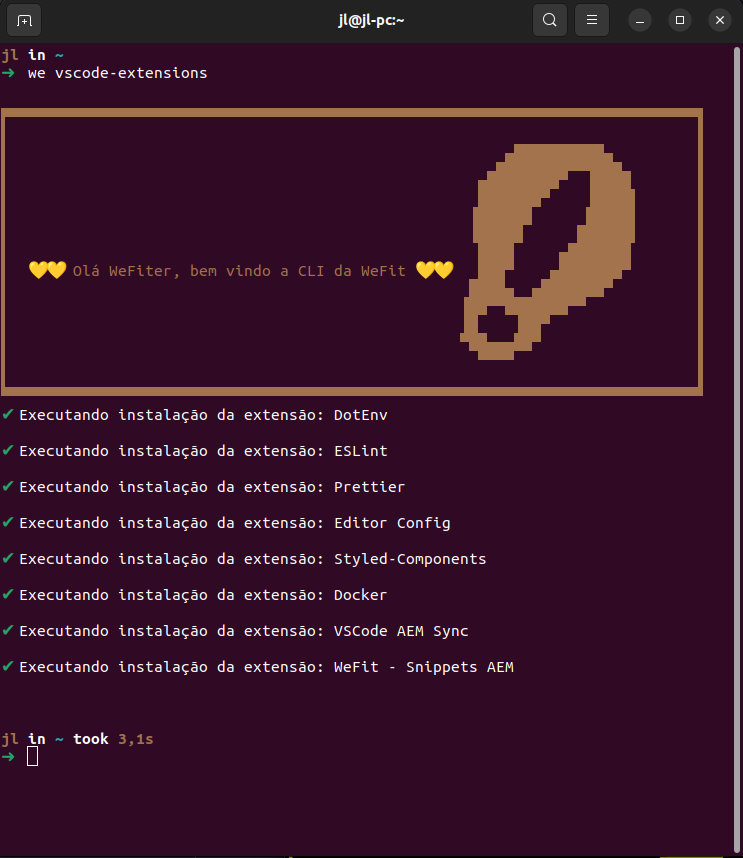 jl@jl-pc:~
jl in ~
➜ we vscode-extensions
💛💛 Olá WeFiter, bem vindo a CLI da WeFit 💛💛
✔ Executando instalação da extensão: DotEnv
✔ Executando instalação da extensão: ESLint
✔ Executando instalação da extensão: Prettier
✔ Executando instalação da extensão: Editor Config
✔ Executando instalação da extensão: Styled-Components
✔ Executando instalação da extensão: Docker
✔ Executando instalação da extensão: VSCode AEM Sync
✔ Executando instalação da extensão: WeFit - Snippets AEM
jl in ~ took 3,1s
➜